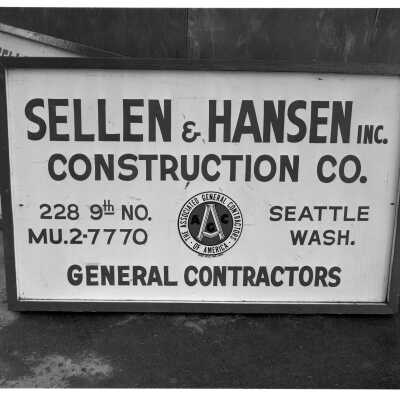 SELLEN & HANSEN INC.
CONSTRUCTION CO.
228 9th NO.
MU.2-7770
THE ASSOCIATED GENERAL CONTRACTORS OF AMERICA
AGC
SEATTLE
WASH.
GENERAL CONTRACTORS